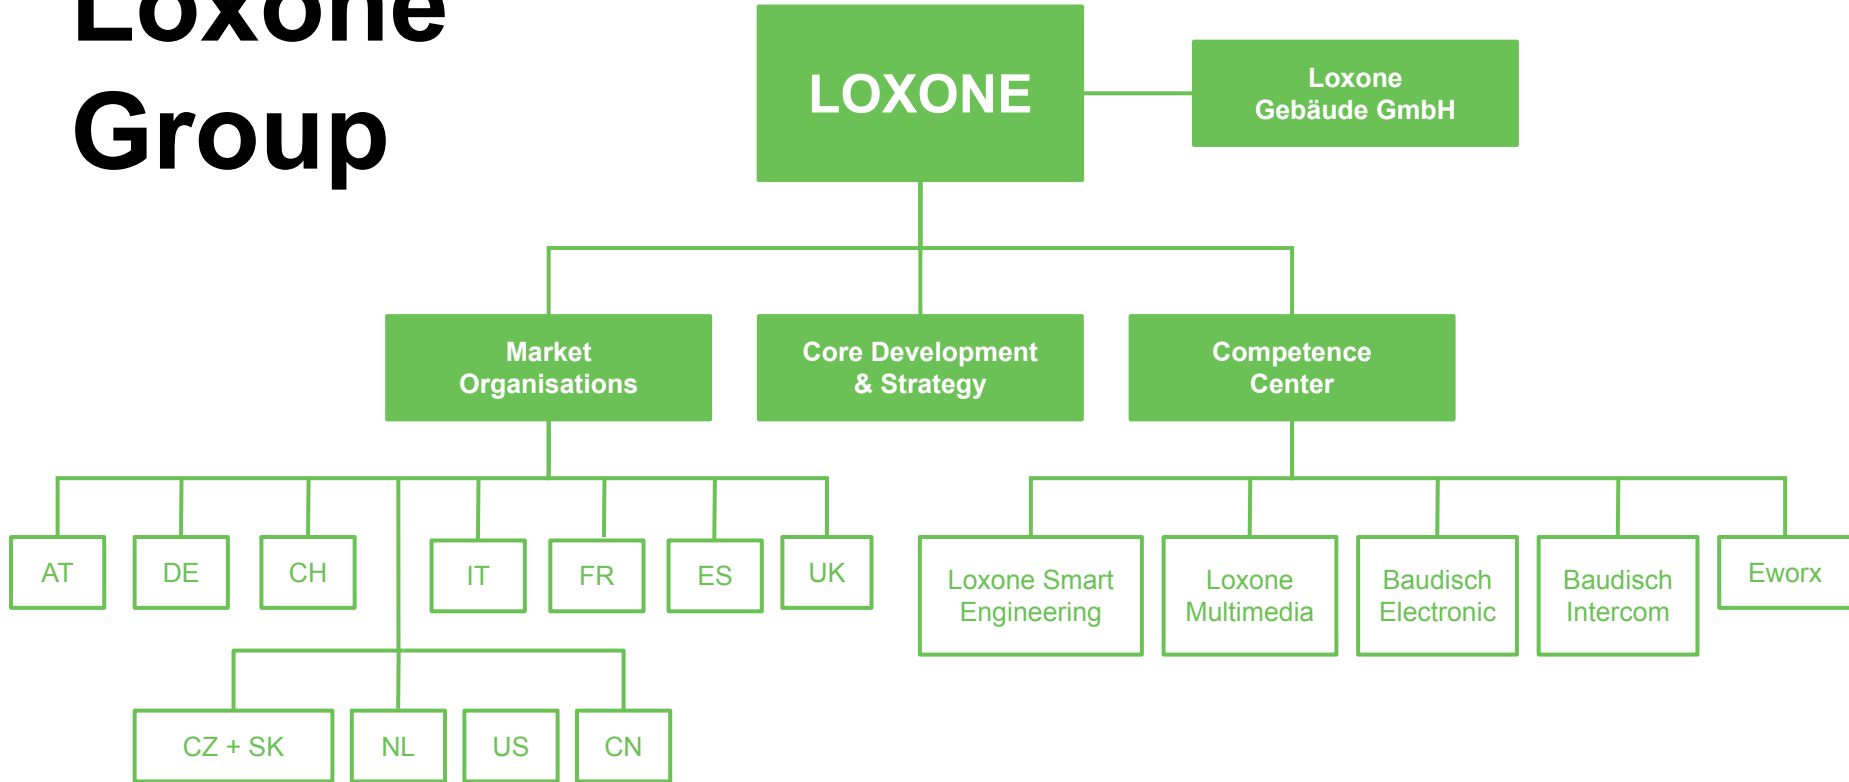 Loxone
Group
LOXONE
Loxone
Gebäude GmbH
Market
Organisations
Core Development
& Strategy
Competence
Center
AT
DE
CH
IT
FR
ES
UK
Loxone Smart
Engineering
Loxone
Multimedia
Baudisch
Electronic
Baudisch
Intercom
Eworx
CZ + SK
NL
US
CN